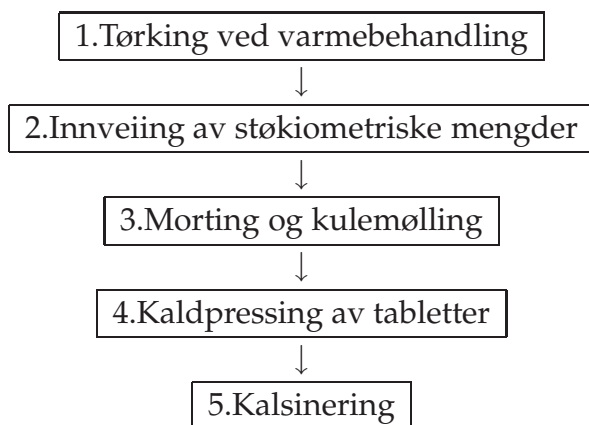 1.Tørking ved varmebehandling
↓
2.Innveiing av støkiometriske mengder
↓
3.Morting og kulemølling
↓
4.Kaldpressing av tabletter
↓
5.Kalsinering